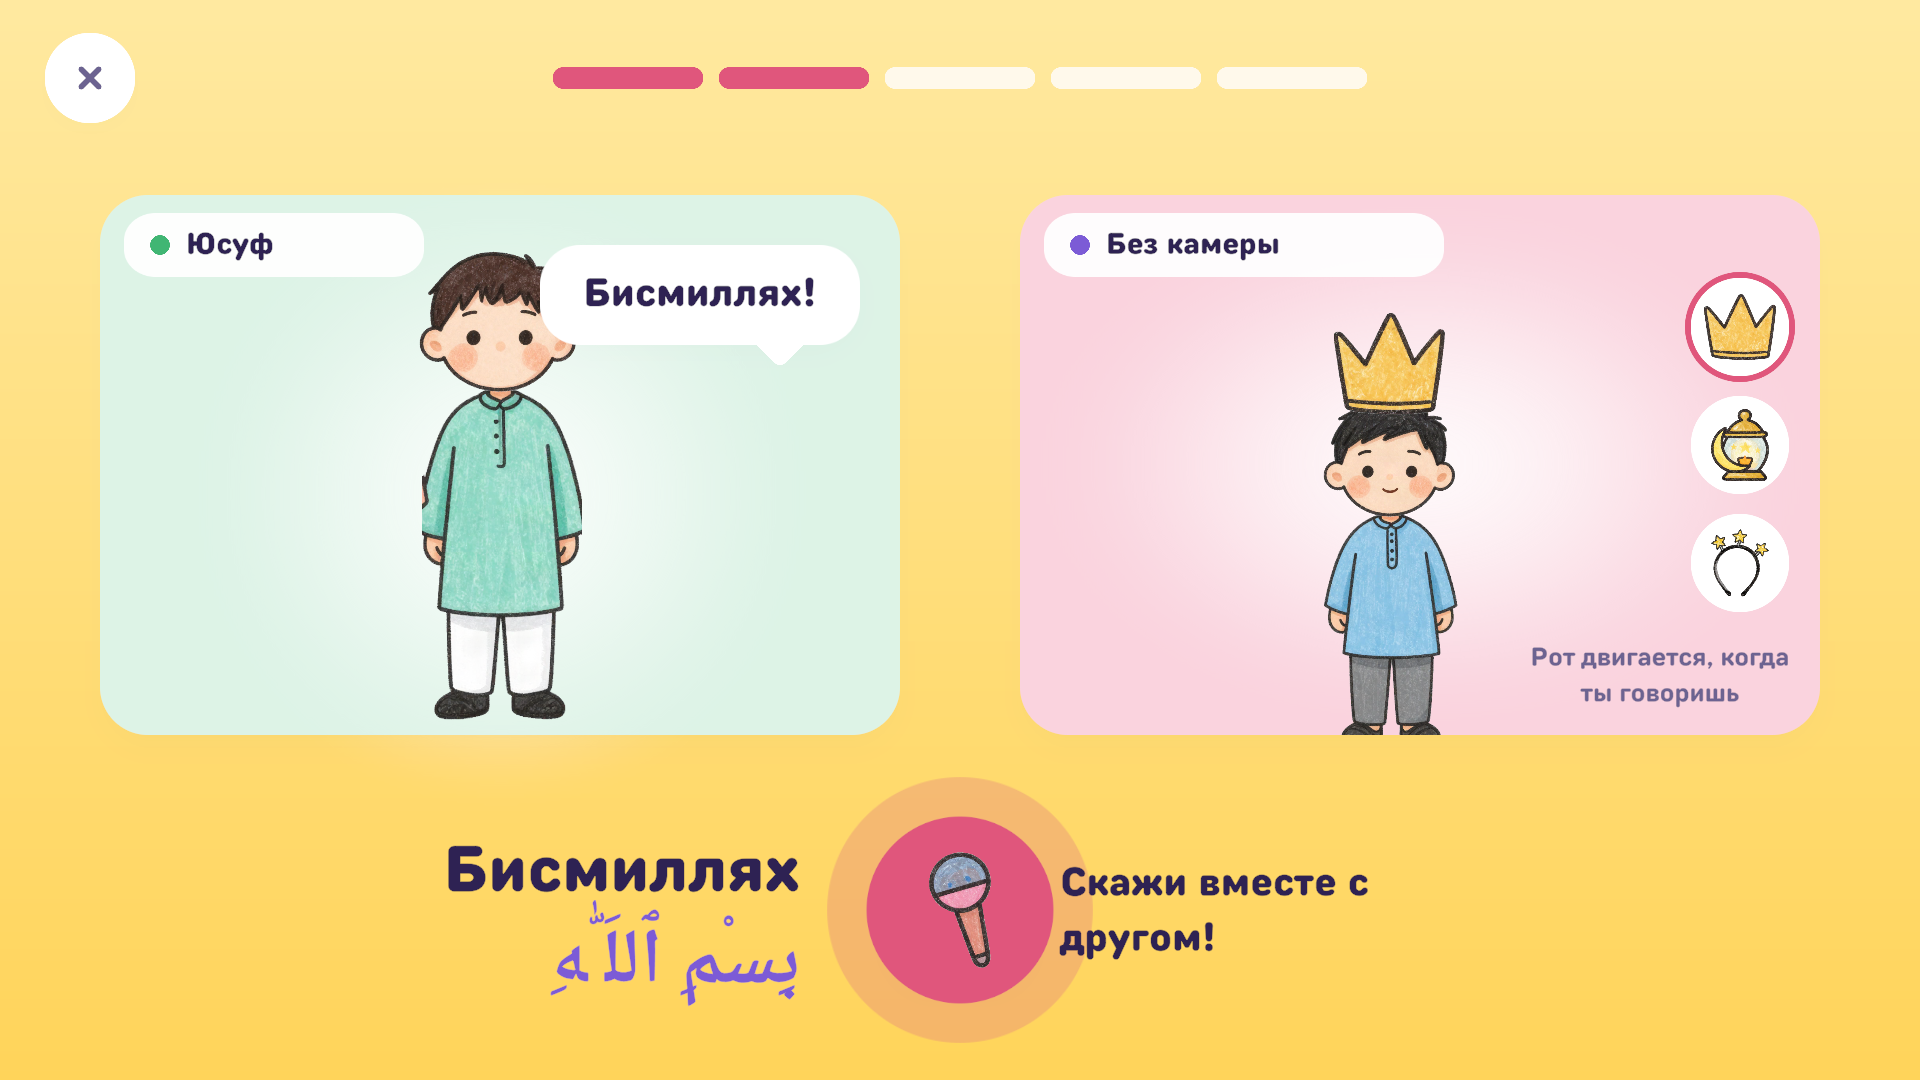 Юсуф
Бисмиллях!
Без камеры
Рот двигается, когда
ты говоришь
Бисмиллях
بِسْمِ ٱللَّهِ
Скажи вместе с
другом!